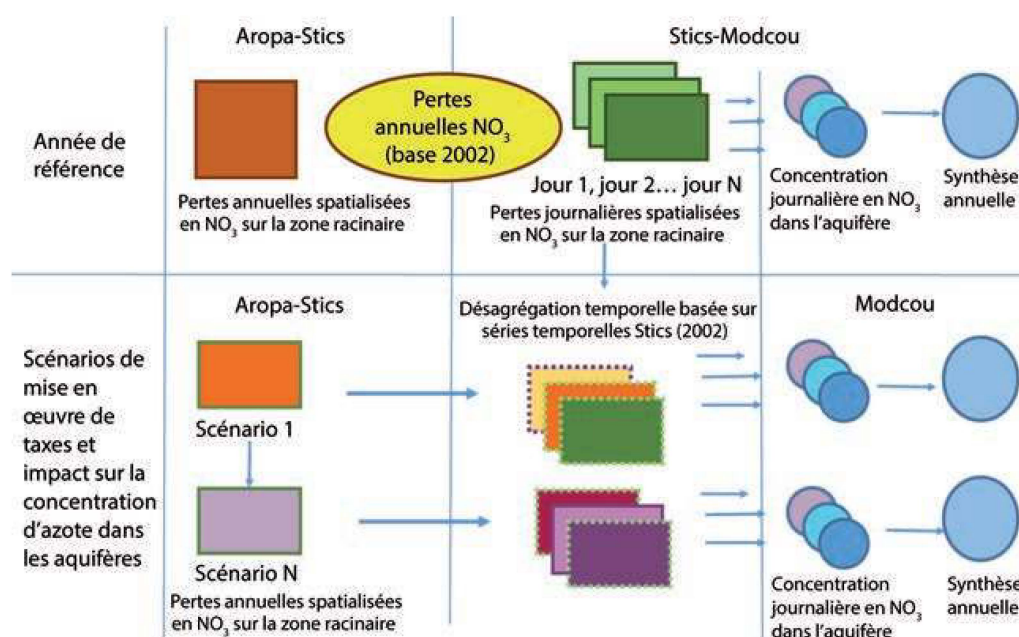 Aropa-Stics
Stics-Modcou
Année de
référence
Pertes
annuelles NO3
(base 2002)
Pertes annuelles spatialisées
en NO3 sur la zone racinaire
Jour 1, jour 2... jour N
Pertes journalières spatialisées
en NO3 sur la zone racinaire
Concentration
journalière en NO3
dans l'aquifère
Synthèse
annuelle
Scénarios de
mise en
œuvre de
taxes et
impact sur la
concentration
d'azote dans
les aquifères
Aropa-Stics
Scénario 1
Scénario N
Pertes annuelles spatialisées
en NO3 sur la zone racinaire
Désagrégation temporelle basée sur
séries temporelles Stics (2002)
Modcou
Concentration
journalière en NO3
dans l'aquifère
Synthèse
annuelle